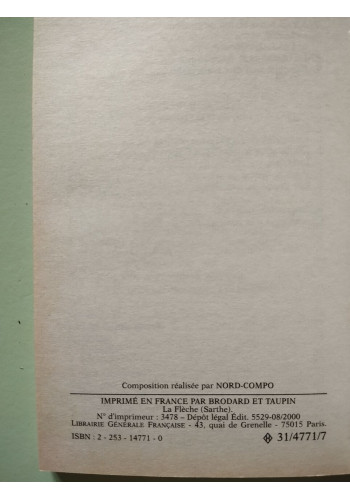 Composition réalisée par NORD-COMPO
IMPRIMÉ EN FRANCE PAR BRODARD ET TAUPIN
La Flèche (Sarthe).
N° d'imprimeur : 3478 – Dépôt légal Édit. 5529-08/2000
LIBRAIRIE GÉNÉRALE FRANÇAISE - 43, quai de Grenelle - 75015 Paris.
ISBN : 2 - 253 - 14771 - 0
31/4771/7